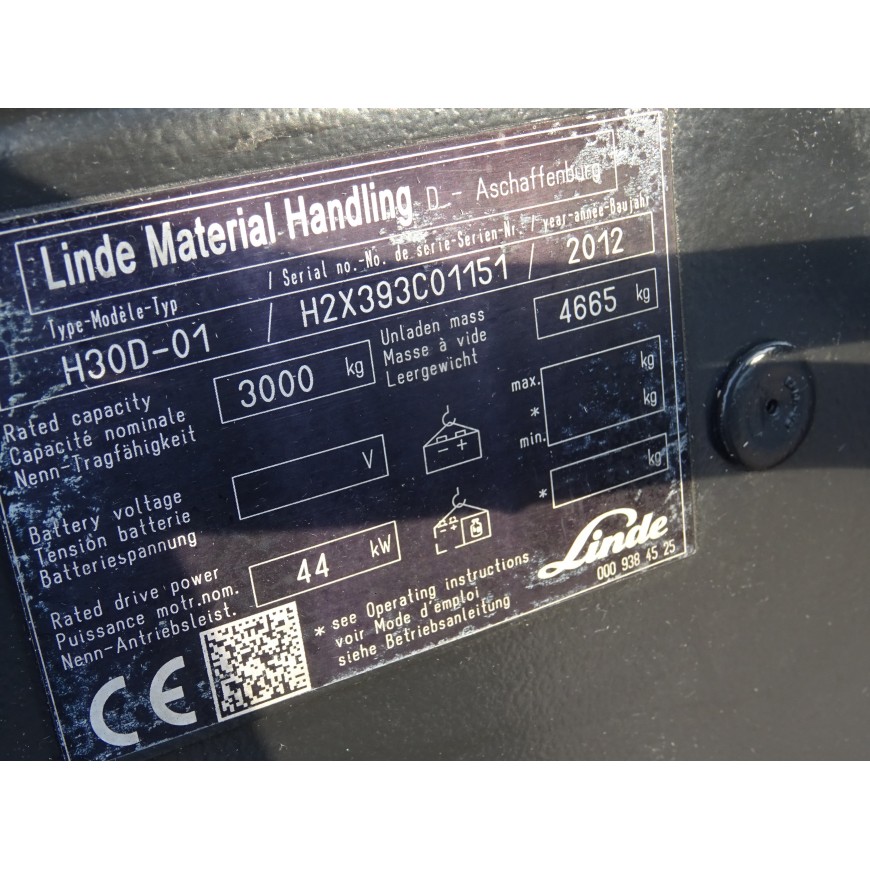 Linde Material Handling D - Aschaffenburg
Type-Modèle-Typ / Serial no.-No. de série-Serien-Nr. / year-année-Baujahr
H30D-01 / H2X393C01151 / 2012
Rated capacity
Capacité nominale
Nenn-Tragfähigkeit
3000 kg
Unladen mass
Masse à vide
Leergewicht
4665 kg
Battery voltage
Tension batterie
Batteriespannung
V
- +
max. kg
* kg
min.
Rated drive power
Puissance motr.nom.
Nenn-Antriebsleist.
44 kW
- +
kg
* kg
* see Operating instructions
voir Mode d'emploi
siehe Betriebsanleitung
Linde
000 938 45 25
CE